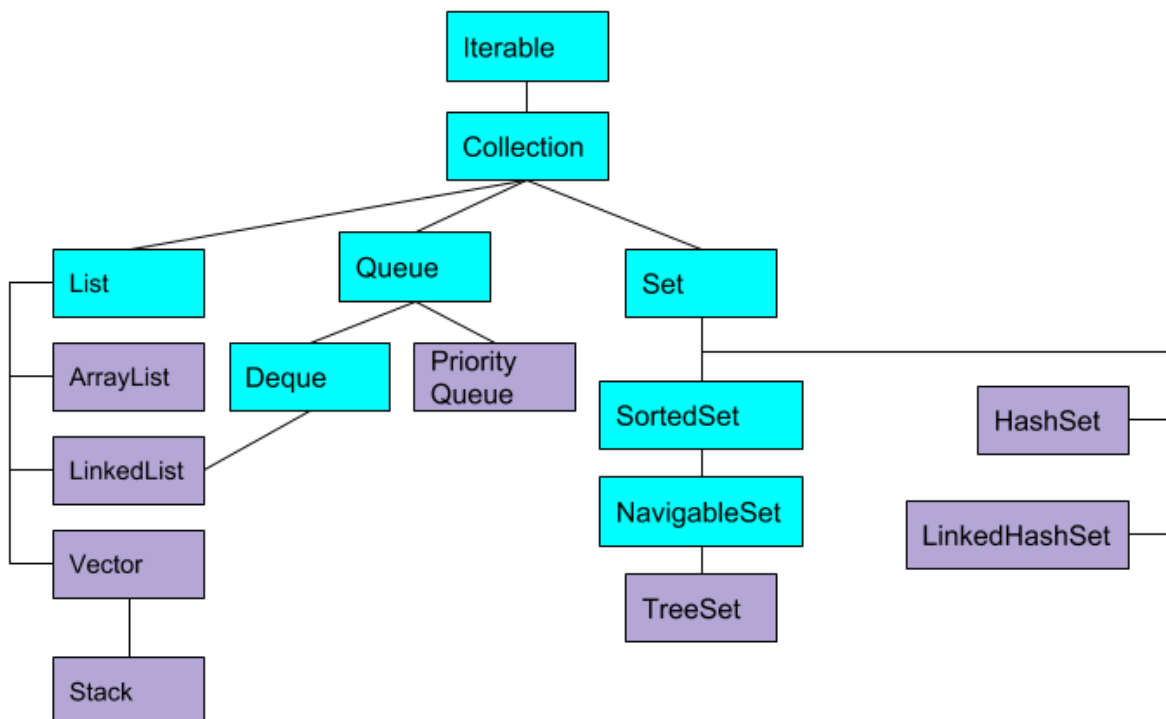 Iterable
Collection
List
Queue
Set
ArrayList
Deque
Priority
Queue
SortedSet
HashSet
LinkedList
NavigableSet
LinkedHashSet
Vector
TreeSet
Stack